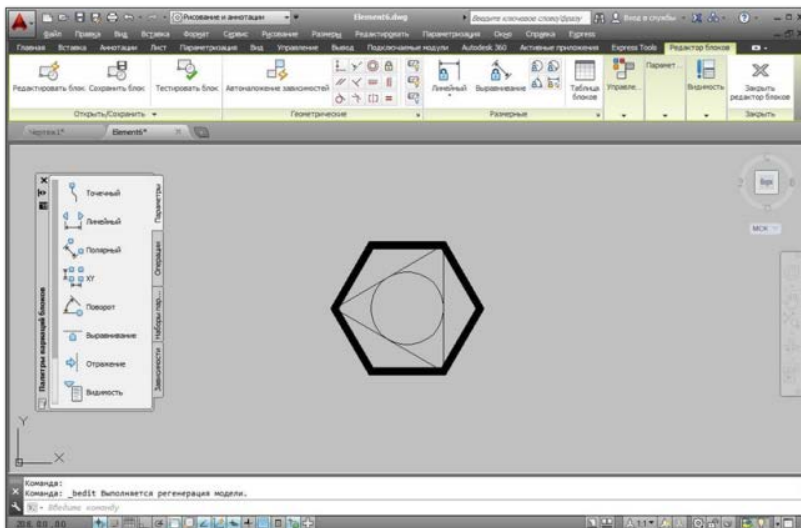 Рисование и аннотации
Element6.dwg
Введите ключевое слово/фразу
Вход в службы
Файл Правка Вид Вставка Формат Сервис Рисование Размеры Редактировать Параметризация Окно Справка Express
Главная Вставка Аннотации Лист Параметризация Вид Управление Вывод Подключаемые модули Autodesk 360 Активные приложения Express Tools Редактор блоков
Редактировать блок Сохранить блок Тестировать блок Автоналожение зависимостей Линейный Выравнивание Таблица блоков Управле... Парамет... Видимость Закрыть редактор блоков
Открыть/Сохранить Геометрические Размерные Закрыть
Чертеж1* Element6*
Точечный
Линейный
Полярный
XY
Поворот
Выравнивание
Отражение
Видимость
Параметры
Операции
Наборы пар...
Зависимости
Палитры вариаций блоков
Верх
МСК
Y
X
Команда:
Команда: _bedit Выполняется регенерация модели.
Введите команду
A 1:1